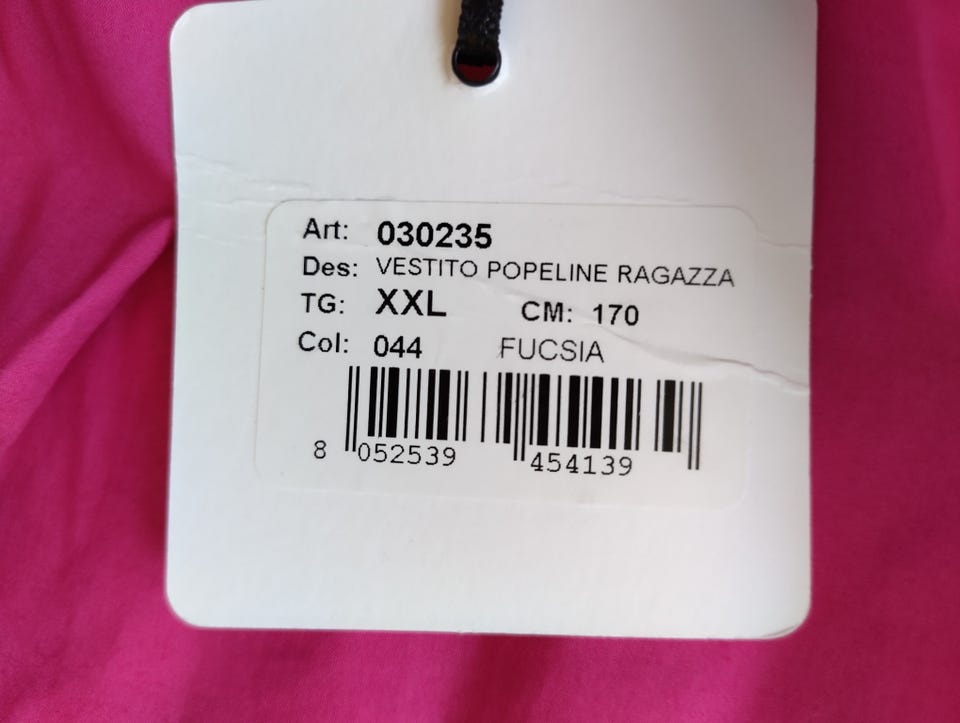 Art: 030235
Des: VESTITO POPELINE RAGAZZA
TG: XXL CM: 170
Col: 044 FUCSIA
8 052539 454139